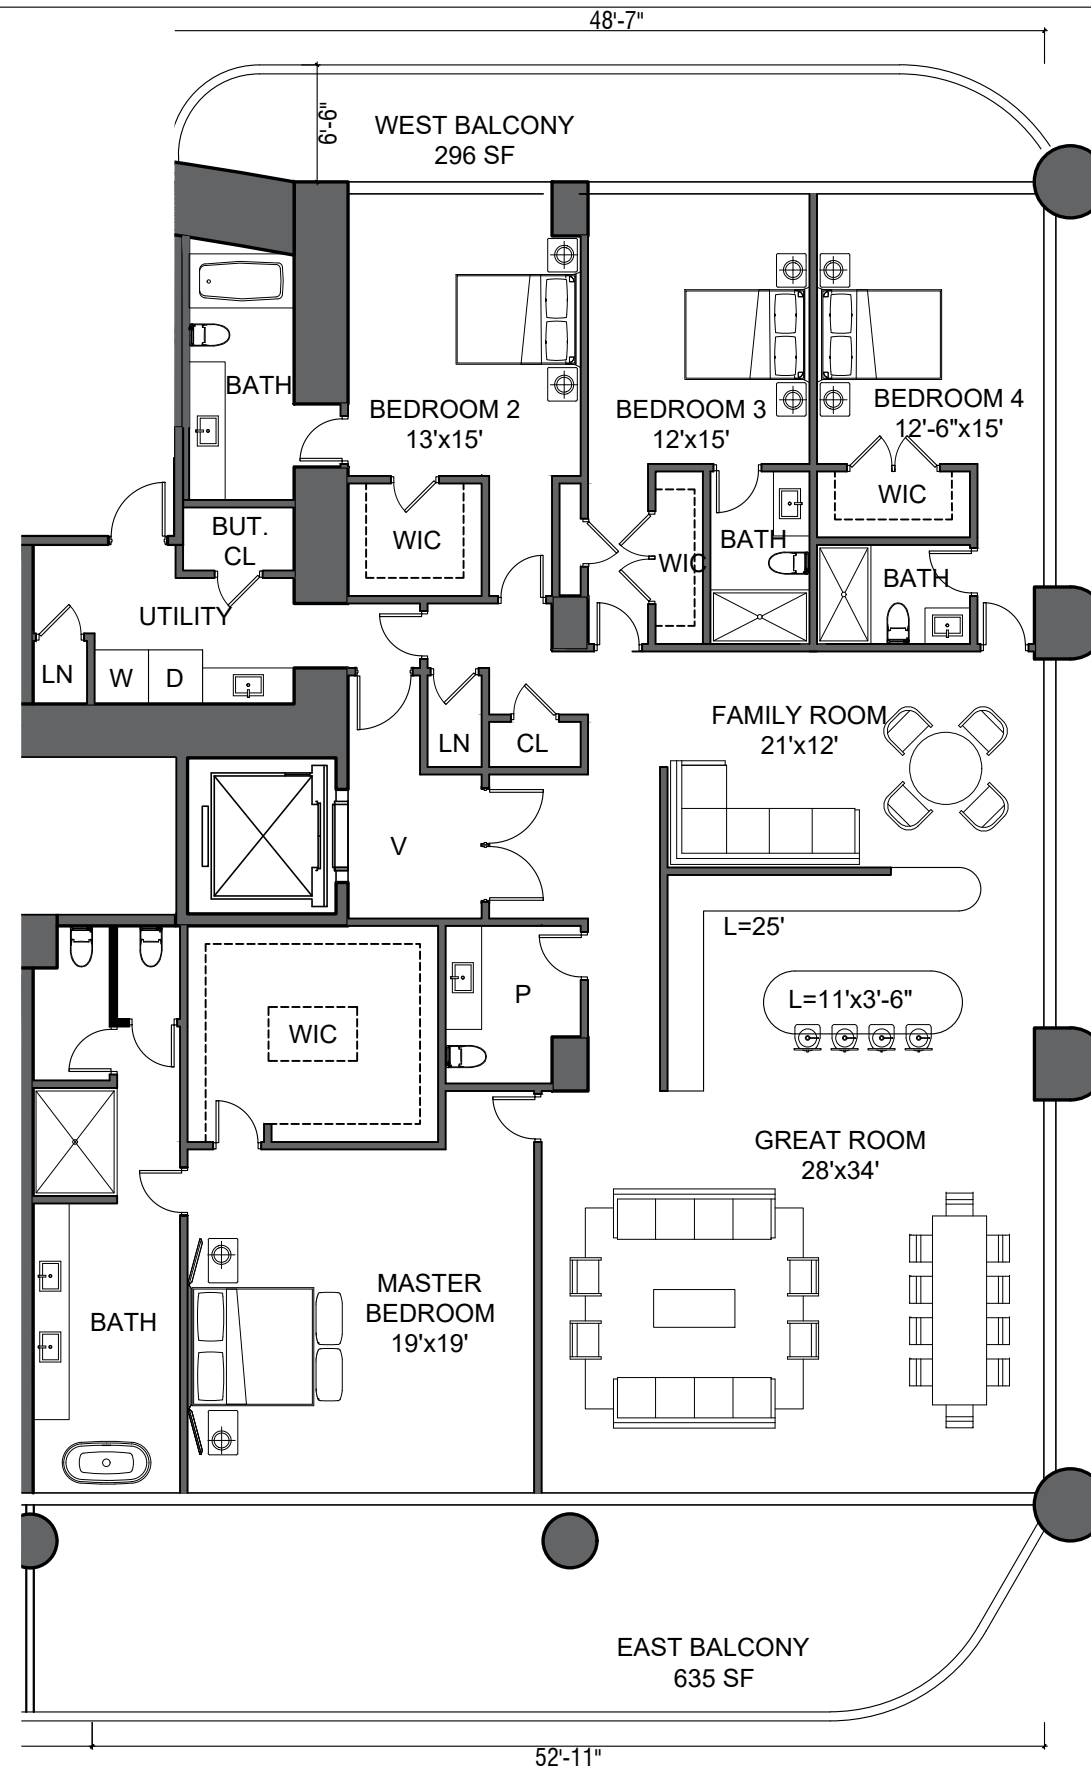 48'-7"
6'-6"
WEST BALCONY
296 SF
BATH
BEDROOM 2
13'x15'
BEDROOM 3
12'x15'
BEDROOM 4
12'-6"x15'
WIC
BUT.
CL
WIC
BATH
WIC
BATH
UTILITY
LN
W
D
LN
CL
FAMILY ROOM
21'x12'
V
L=25'
P
L=11'x3'-6"
WIC
GREAT ROOM
28'x34'
MASTER
BEDROOM
19'x19'
BATH
EAST BALCONY
635 SF
52'-11"